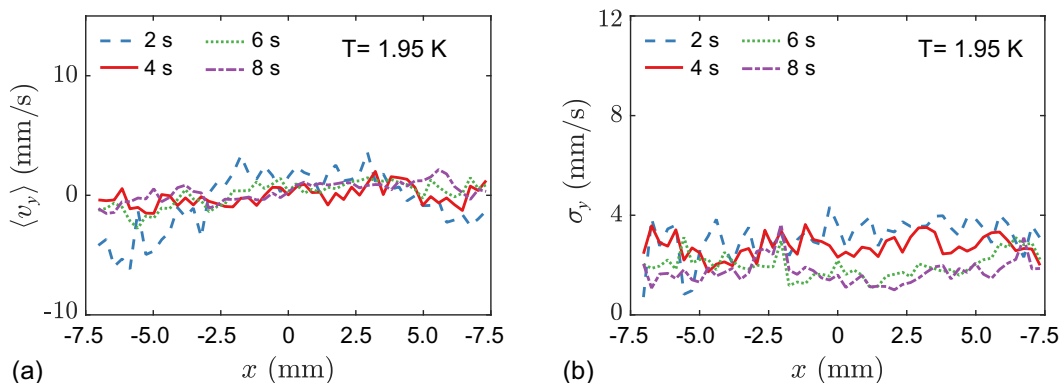 2 s 6 s
4 s 8 s
T= 1.95 K
10
0
-10
⟨v_y⟩ (mm/s)
-7.5 -5.0 -2.5 0 2.5 5.0 -7.5
x (mm)
(a)
2 s 6 s
4 s 8 s
T= 1.95 K
12
8
4
0
σ_y (mm/s)
-7.5 -5.0 -2.5 0 2.5 5.0 -7.5
x (mm)
(b)